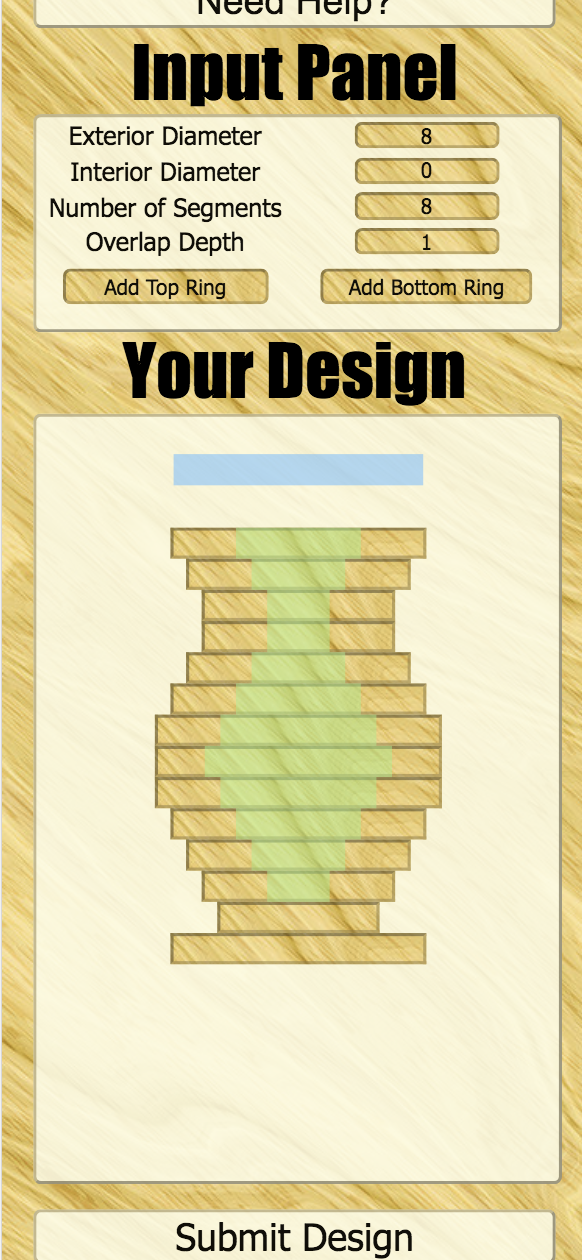 Need Help?
Input Panel
Exterior Diameter 8
Interior Diameter 0
Number of Segments 8
Overlap Depth 1
Add Top Ring Add Bottom Ring
Your Design
Submit Design